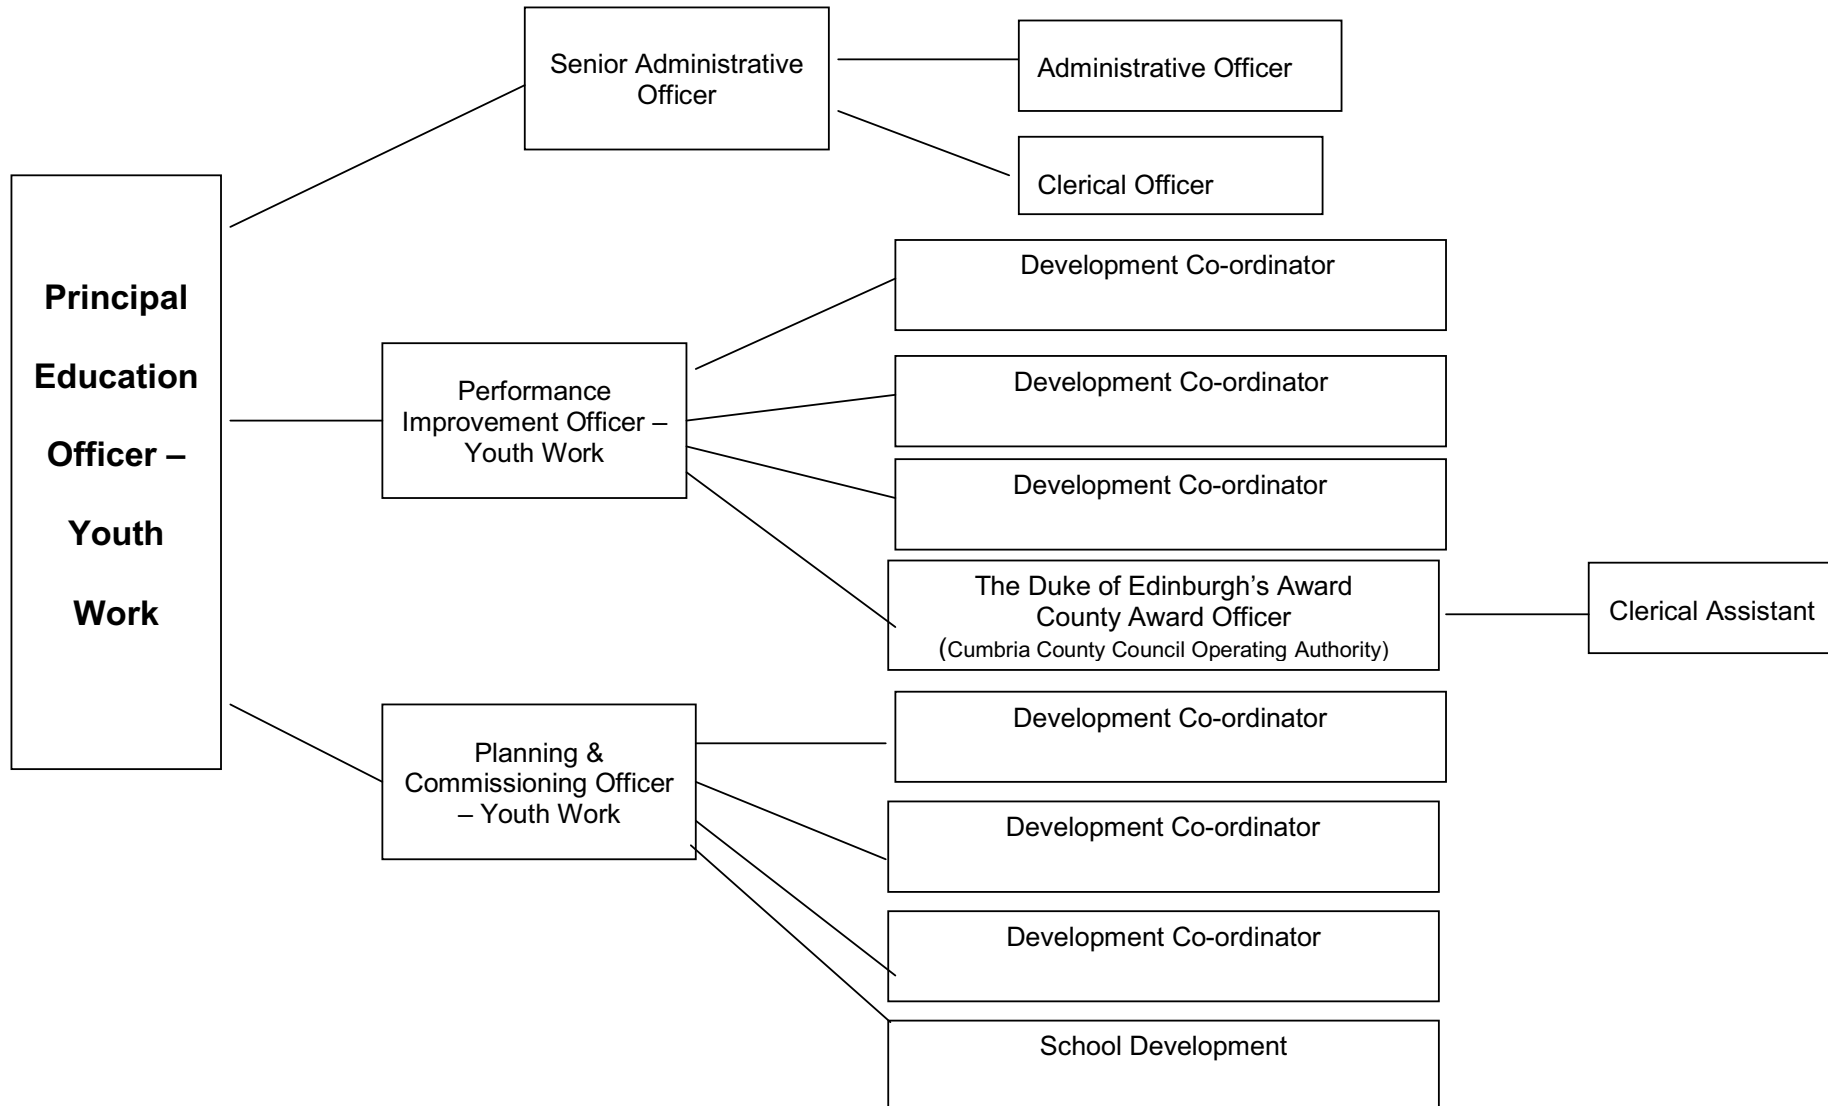 Principal
Education
Officer –
Youth
Work
Senior Administrative
Officer
Administrative Officer
Clerical Officer
Performance
Improvement Officer –
Youth Work
Development Co-ordinator
Development Co-ordinator
Development Co-ordinator
The Duke of Edinburgh’s Award
County Award Officer
(Cumbria County Council Operating Authority)
Clerical Assistant
Planning &
Commissioning Officer
– Youth Work
Development Co-ordinator
Development Co-ordinator
Development Co-ordinator
School Development